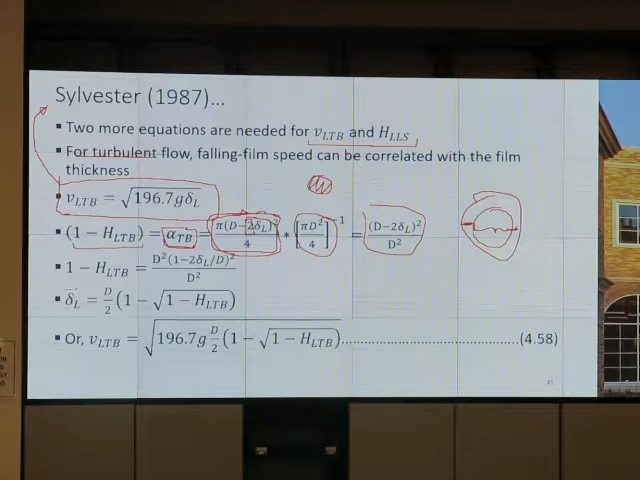 Sylvester (1987)...
▪ Two more equations are needed for v_LTB and H_LLS
▪ For turbulent flow, falling-film speed can be correlated with the film
thickness
▪ v_LTB = √(196.7gδ_L)
▪ (1 − H_LTB) = α_TB = π(D−2δ_L)²/4 * [πD²/4]⁻¹ = (D−2δ_L)²/D²
▪ 1 − H_LTB = D²(1−2δ_L/D)²/D²
▪ δ_L = D/2 (1 − √(1 − H_LTB))
▪ Or, v_LTB = √(196.7g D/2 (1 − √(1 − H_LTB)))..........................................(4.58)
41